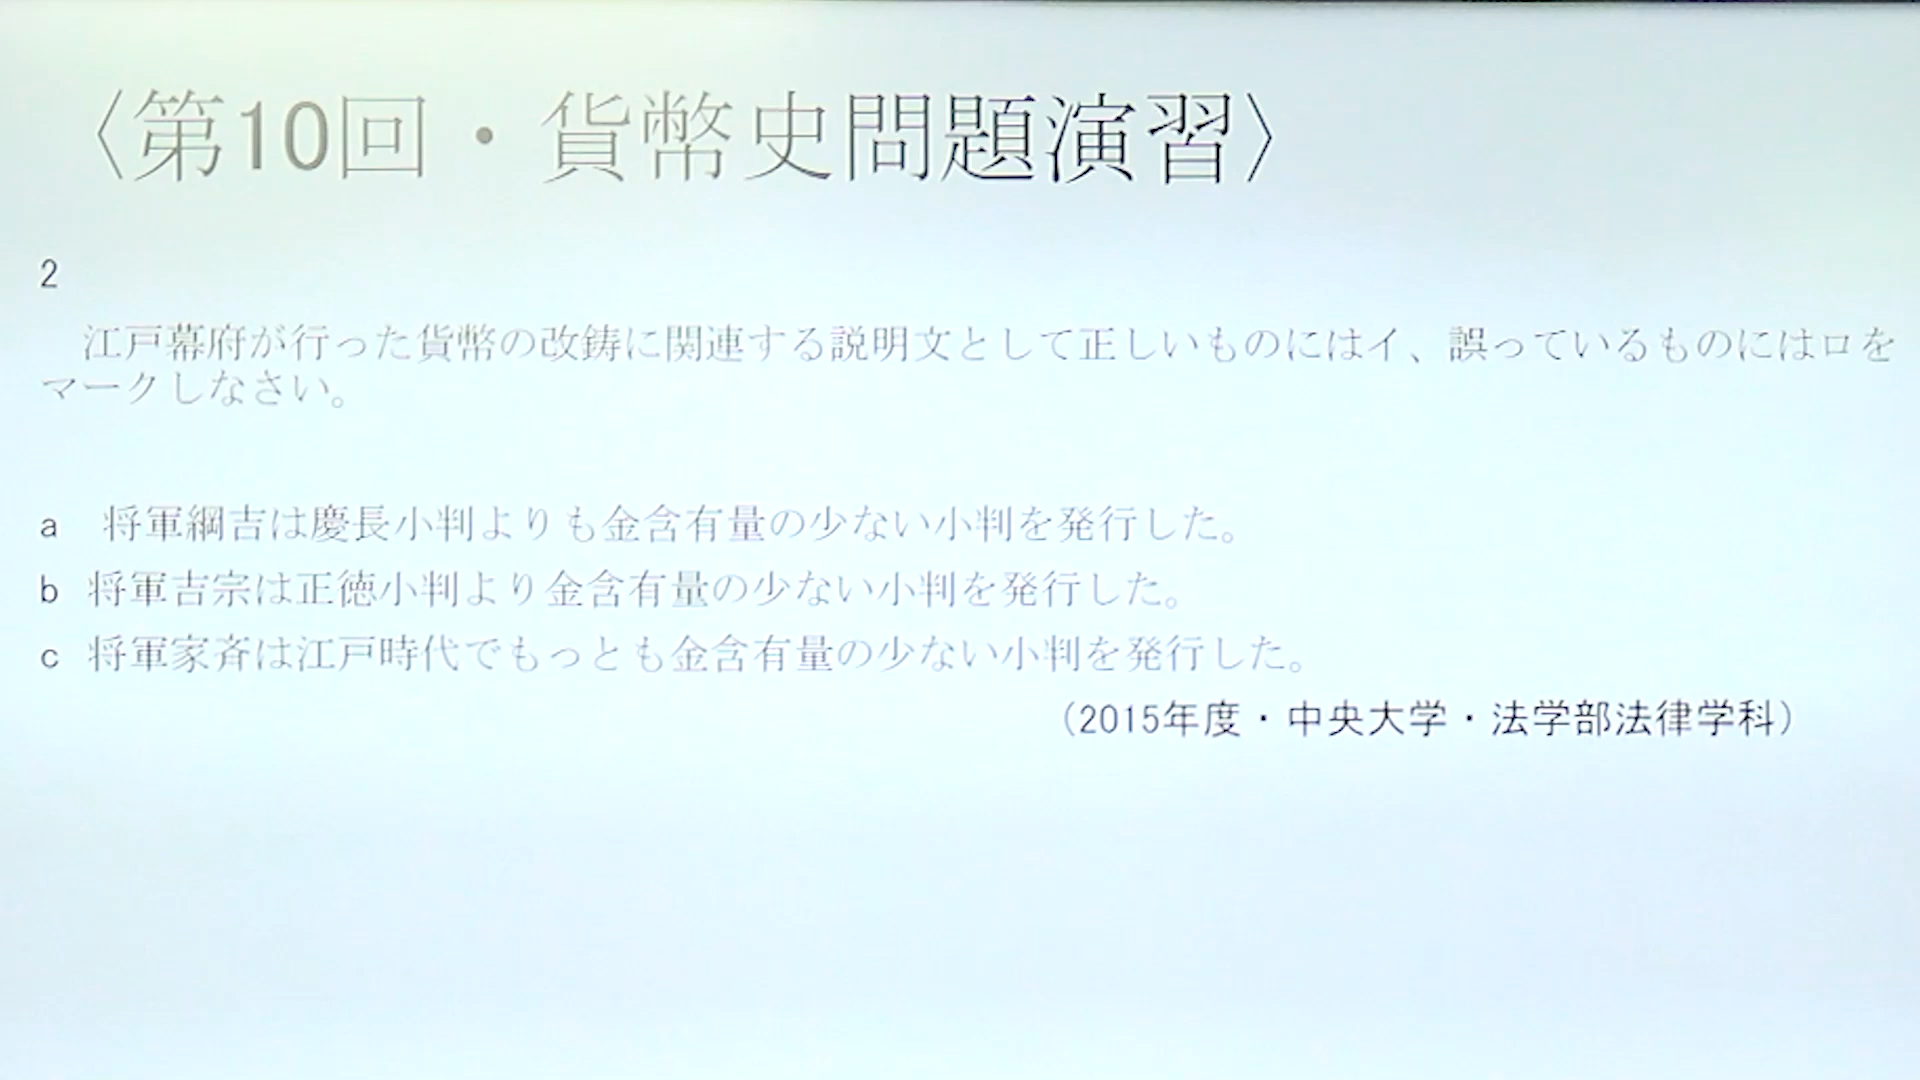 〈第10回・貨幣史問題演習〉
2
江戸幕府が行った貨幣の改鋳に関連する説明文として正しいものにはイ、誤っているものにはロを
マークしなさい。
a 将軍綱吉は慶長小判よりも金含有量の少ない小判を発行した。
b 将軍吉宗は正徳小判より金含有量の少ない小判を発行した。
c 将軍家斉は江戸時代でもっとも金含有量の少ない小判を発行した。
（2015年度・中央大学・法学部法律学科）